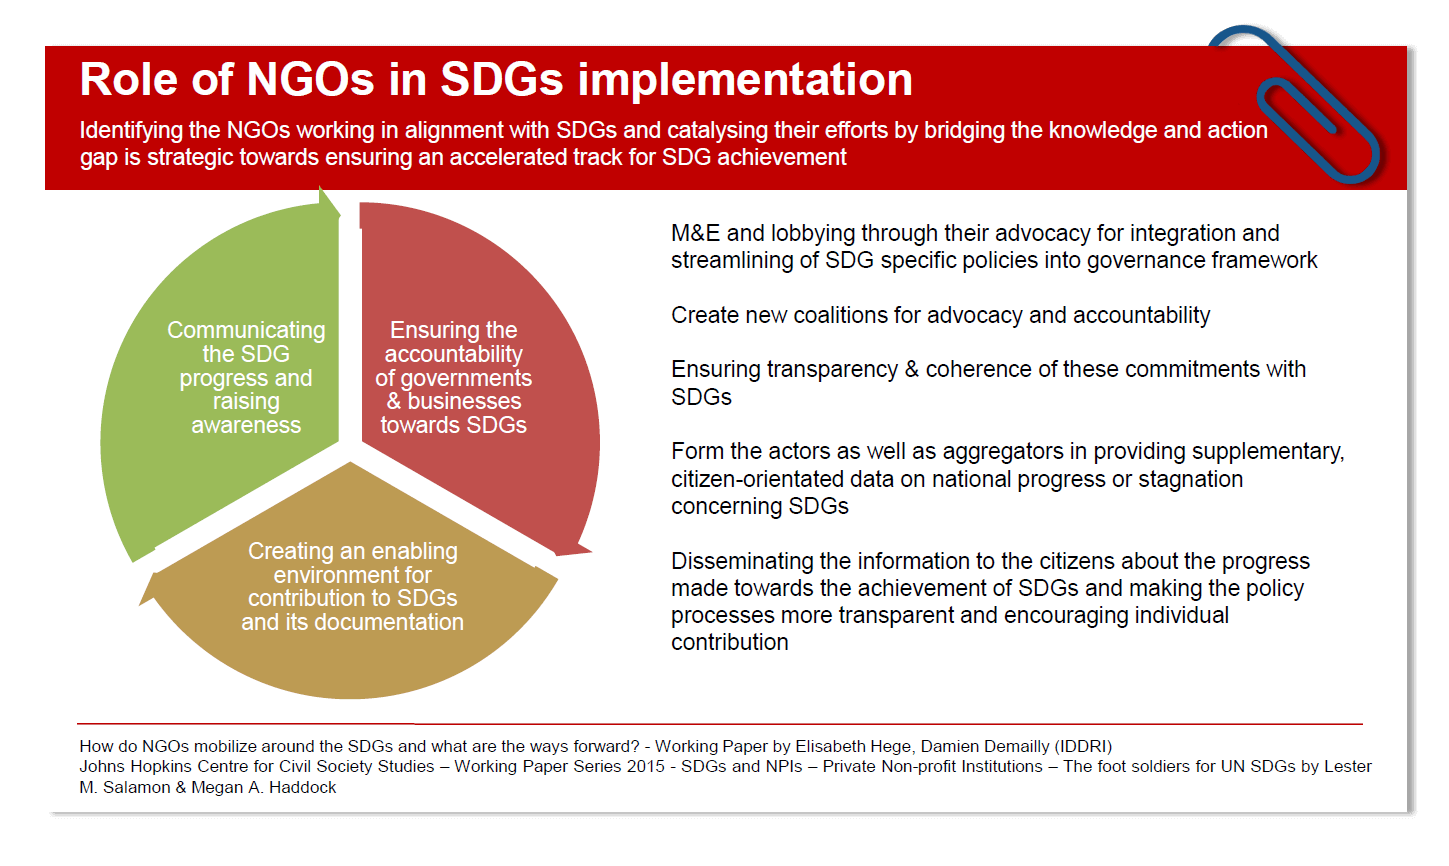 Role of NGOs in SDGs implementation
Identifying the NGOs working in alignment with SDGs and catalysing their efforts by bridging the knowledge and action
gap is strategic towards ensuring an accelerated track for SDG achievement
Communicating
the SDG
progress and
raising
awareness
Ensuring the
accountability
of governments
& businesses
towards SDGs
Creating an enabling
environment for
contribution to SDGs
and its documentation
M&E and lobbying through their advocacy for integration and
streamlining of SDG specific policies into governance framework
Create new coalitions for advocacy and accountability
Ensuring transparency & coherence of these commitments with
SDGs
Form the actors as well as aggregators in providing supplementary,
citizen-orientated data on national progress or stagnation
concerning SDGs
Disseminating the information to the citizens about the progress
made towards the achievement of SDGs and making the policy
processes more transparent and encouraging individual
contribution
How do NGOs mobilize around the SDGs and what are the ways forward? - Working Paper by Elisabeth Hege, Damien Demailly (IDDRI)
Johns Hopkins Centre for Civil Society Studies – Working Paper Series 2015 - SDGs and NPIs – Private Non-profit Institutions – The foot soldiers for UN SDGs by Lester
M. Salamon & Megan A. Haddock